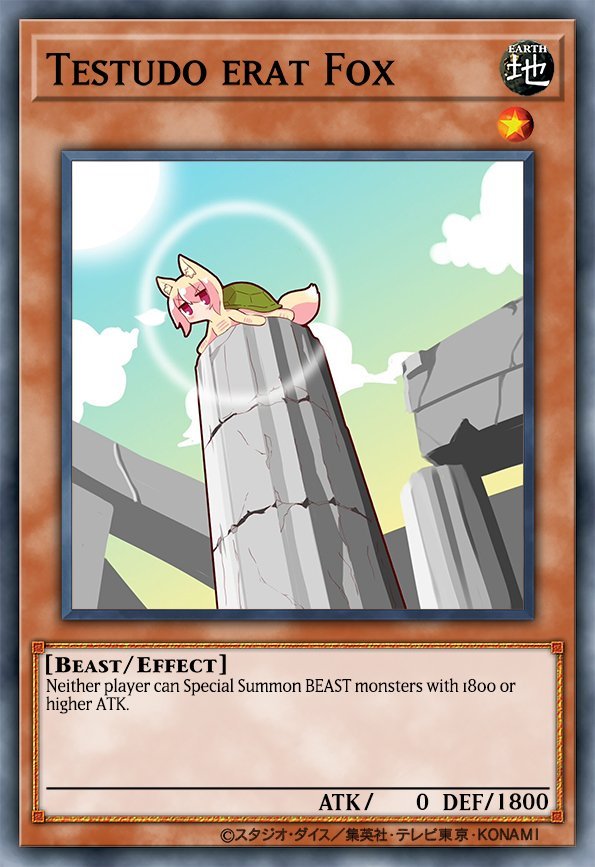 Testudo erat Fox
EARTH
地
[Beast/Effect]
Neither player can Special Summon BEAST monsters with 1800 or
higher ATK.
ATK/ 0 DEF/1800
©スタジオ・ダイス／集英社・テレビ東京・KONAMI